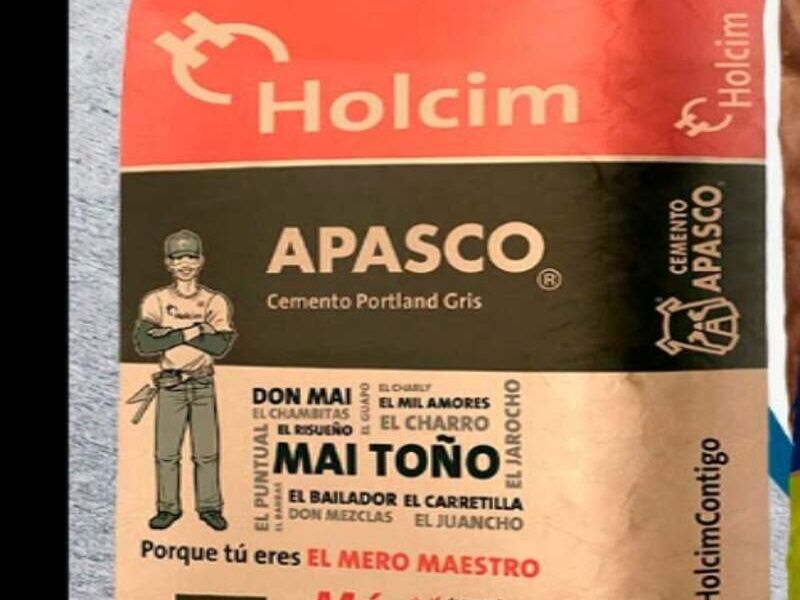 Holcim
APASCO®
Cemento Portland Gris
Holcim
DON MAI
EL CHAMBITAS
EL RISUEÑO
EL GUAPO
EL CHARLY
EL MIL AMORES
EL CHARRO
EL JAROCHO
EL PUNTUAL
MAI TOÑO
EL BAILADOR EL CARRETILLA
DON MEZCLAS EL JUANCHO
Porque tú eres EL MERO MAESTRO
Holcim
CEMENTO
APASCO®
HolcimContigo